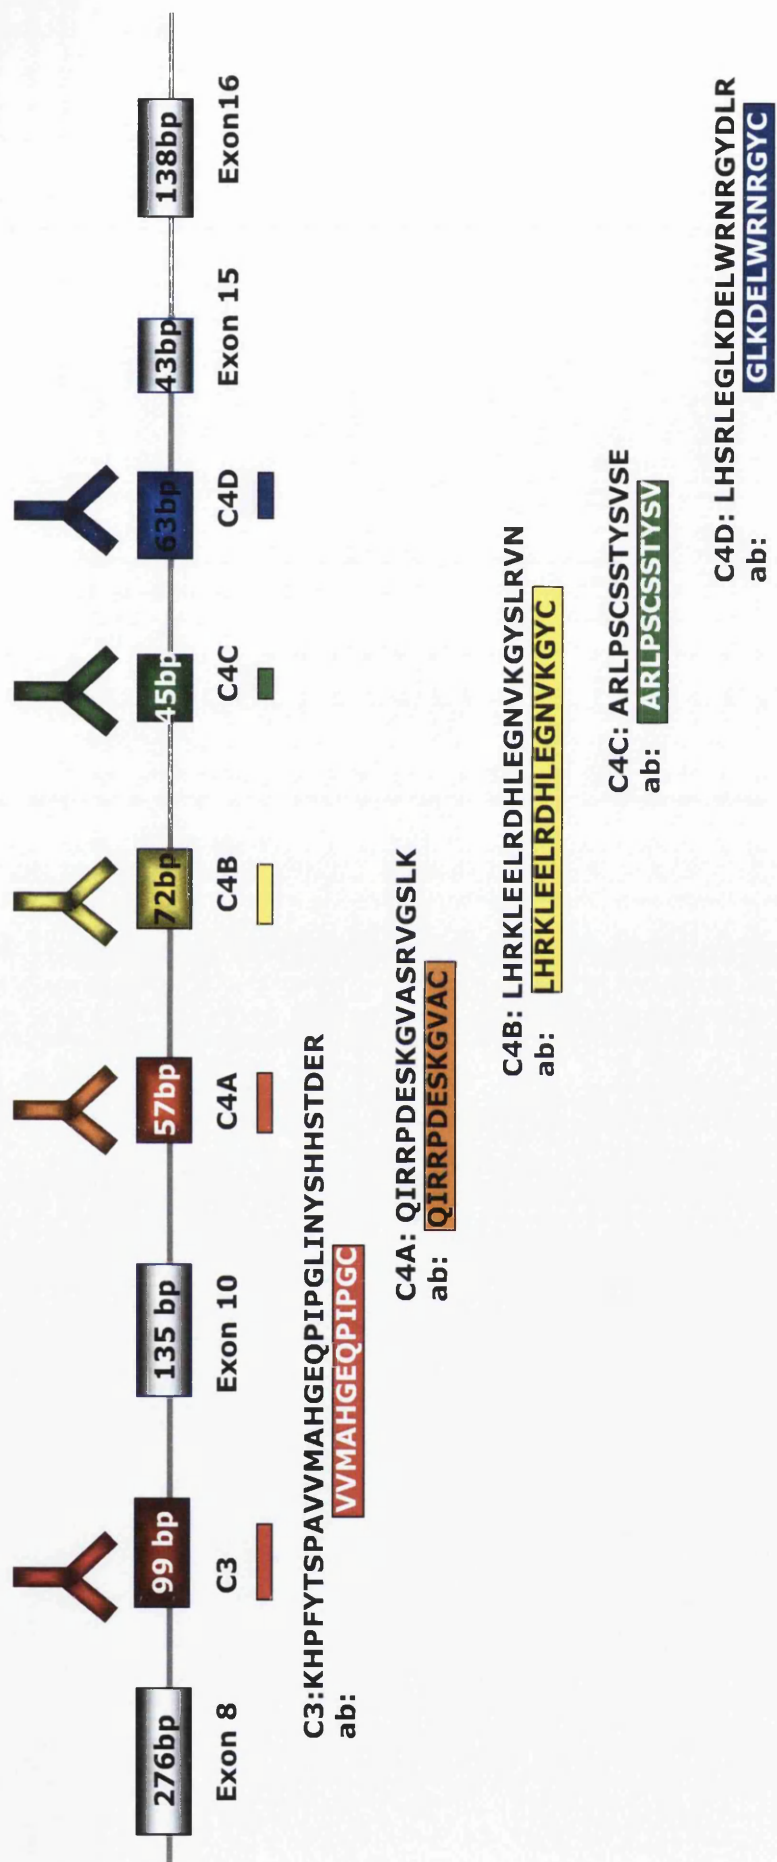 276bp 99 bp 135 bp 57bp 72bp 45bp 63bp 43bp 138bp
Exon 8 C3 Exon 10 C4A C4B C4C C4D Exon 15 Exon16
C3:KHPFYTSPAVVMAHGEQPIPGLINYSHHSTDER
ab: VVMAHGEQPIPGC
C4A: QIRRPDESKGVASRVGSLK
ab: QIRRPDESKGVAC
C4B: LHRKLEELRDHLEGNVKGYSLRVN
ab: LHRKLEELRDHLEGNVKGYC
C4C: ARLPSCSSTYSVSE
ab: ARLPSCSSTYSV
C4D: LHSRLEGLKDELWRNRGYDLR
ab: GLKDELWRNRGYC